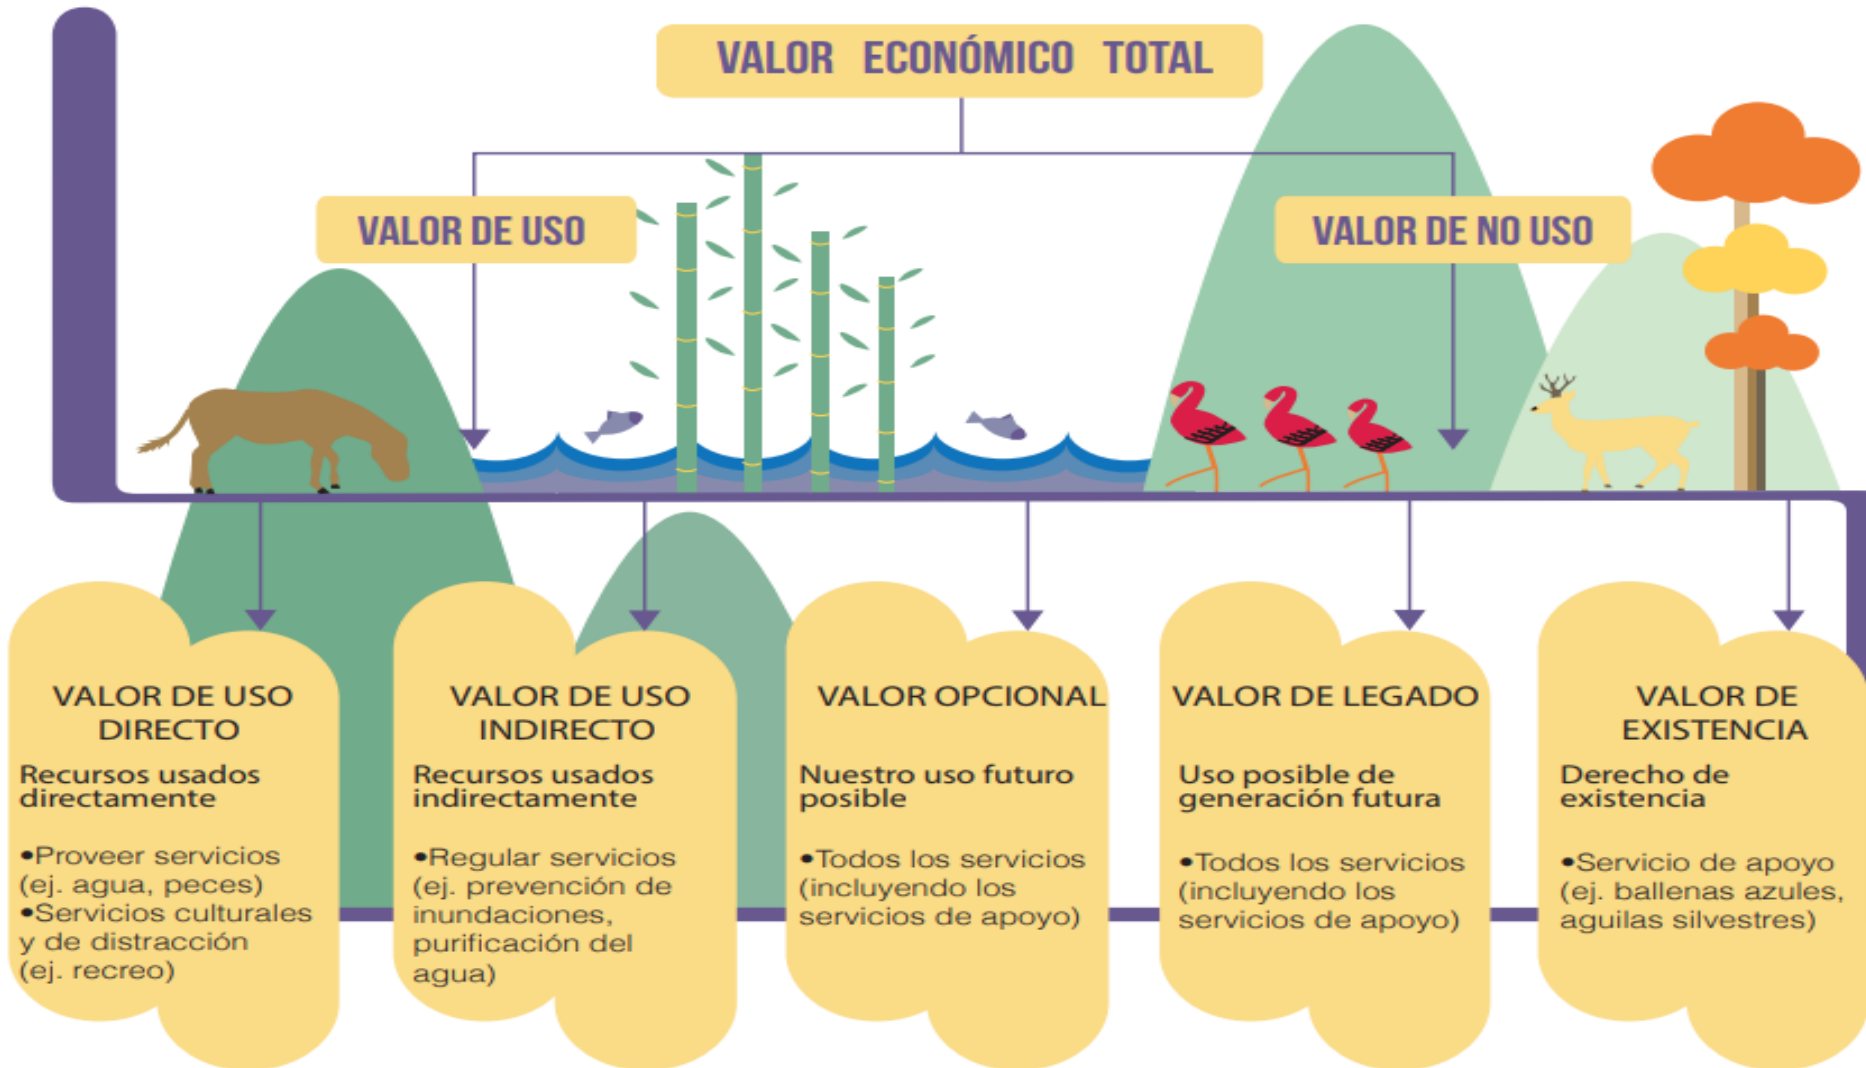 VALOR ECONÓMICO TOTAL
VALOR DE USO
VALOR DE NO USO
VALOR DE USO
DIRECTO
Recursos usados
directamente
•Proveer servicios
(ej. agua, peces)
•Servicios culturales
y de distracción
(ej. recreo)
VALOR DE USO
INDIRECTO
Recursos usados
indirectamente
•Regular servicios
(ej. prevención de
inundaciones,
purificación del
agua)
VALOR OPCIONAL
Nuestro uso futuro
posible
•Todos los servicios
(incluyendo los
servicios de apoyo)
VALOR DE LEGADO
Uso posible de
generación futura
•Todos los servicios
(incluyendo los
servicios de apoyo)
VALOR DE
EXISTENCIA
Derecho de
existencia
•Servicio de apoyo
(ej. ballenas azules,
aguilas silvestres)